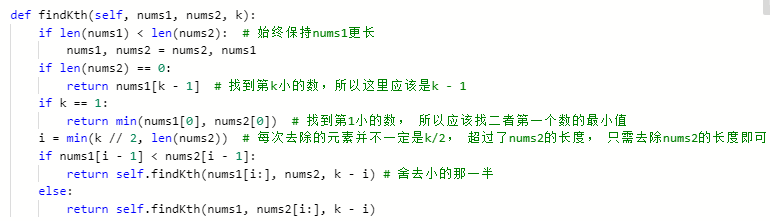 def findKth(self, nums1, nums2, k):
    if len(nums1) < len(nums2):  # 始终保持nums1更长
        nums1, nums2 = nums2, nums1
    if len(nums2) == 0:
        return nums1[k - 1]  # 找到第k小的数，所以这里应该是k - 1
    if k == 1:
        return min(nums1[0], nums2[0])  # 找到第1小的数， 所以应该找二者第一个数的最小值
    i = min(k // 2, len(nums2))  # 每次去除的元素并不一定是k/2， 超过了nums2的长度， 只需去除nums2的长度即可
    if nums1[i - 1] < nums2[i - 1]:
        return self.findKth(nums1[i:], nums2, k - i) # 舍去小的那一半
    else:
        return self.findKth(nums1, nums2[i:], k - i)